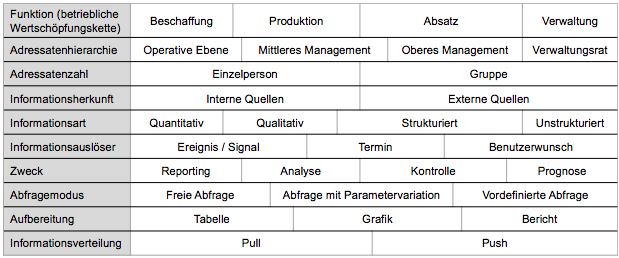 Funktion (betriebliche Wertschöpfungskette) Beschaffung Produktion Absatz Verwaltung
Adressatenhierarchie Operative Ebene Mittleres Management Oberes Management Verwaltungsrat
Adressatenzahl Einzelperson Gruppe
Informationsherkunft Interne Quellen Externe Quellen
Informationsart Quantitativ Qualitativ Strukturiert Unstrukturiert
Informationsauslöser Ereignis / Signal Termin Benutzerwunsch
Zweck Reporting Analyse Kontrolle Prognose
Abfragemodus Freie Abfrage Abfrage mit Parametervariation Vordefinierte Abfrage
Aufbereitung Tabelle Grafik Bericht
Informationsverteilung Pull Push